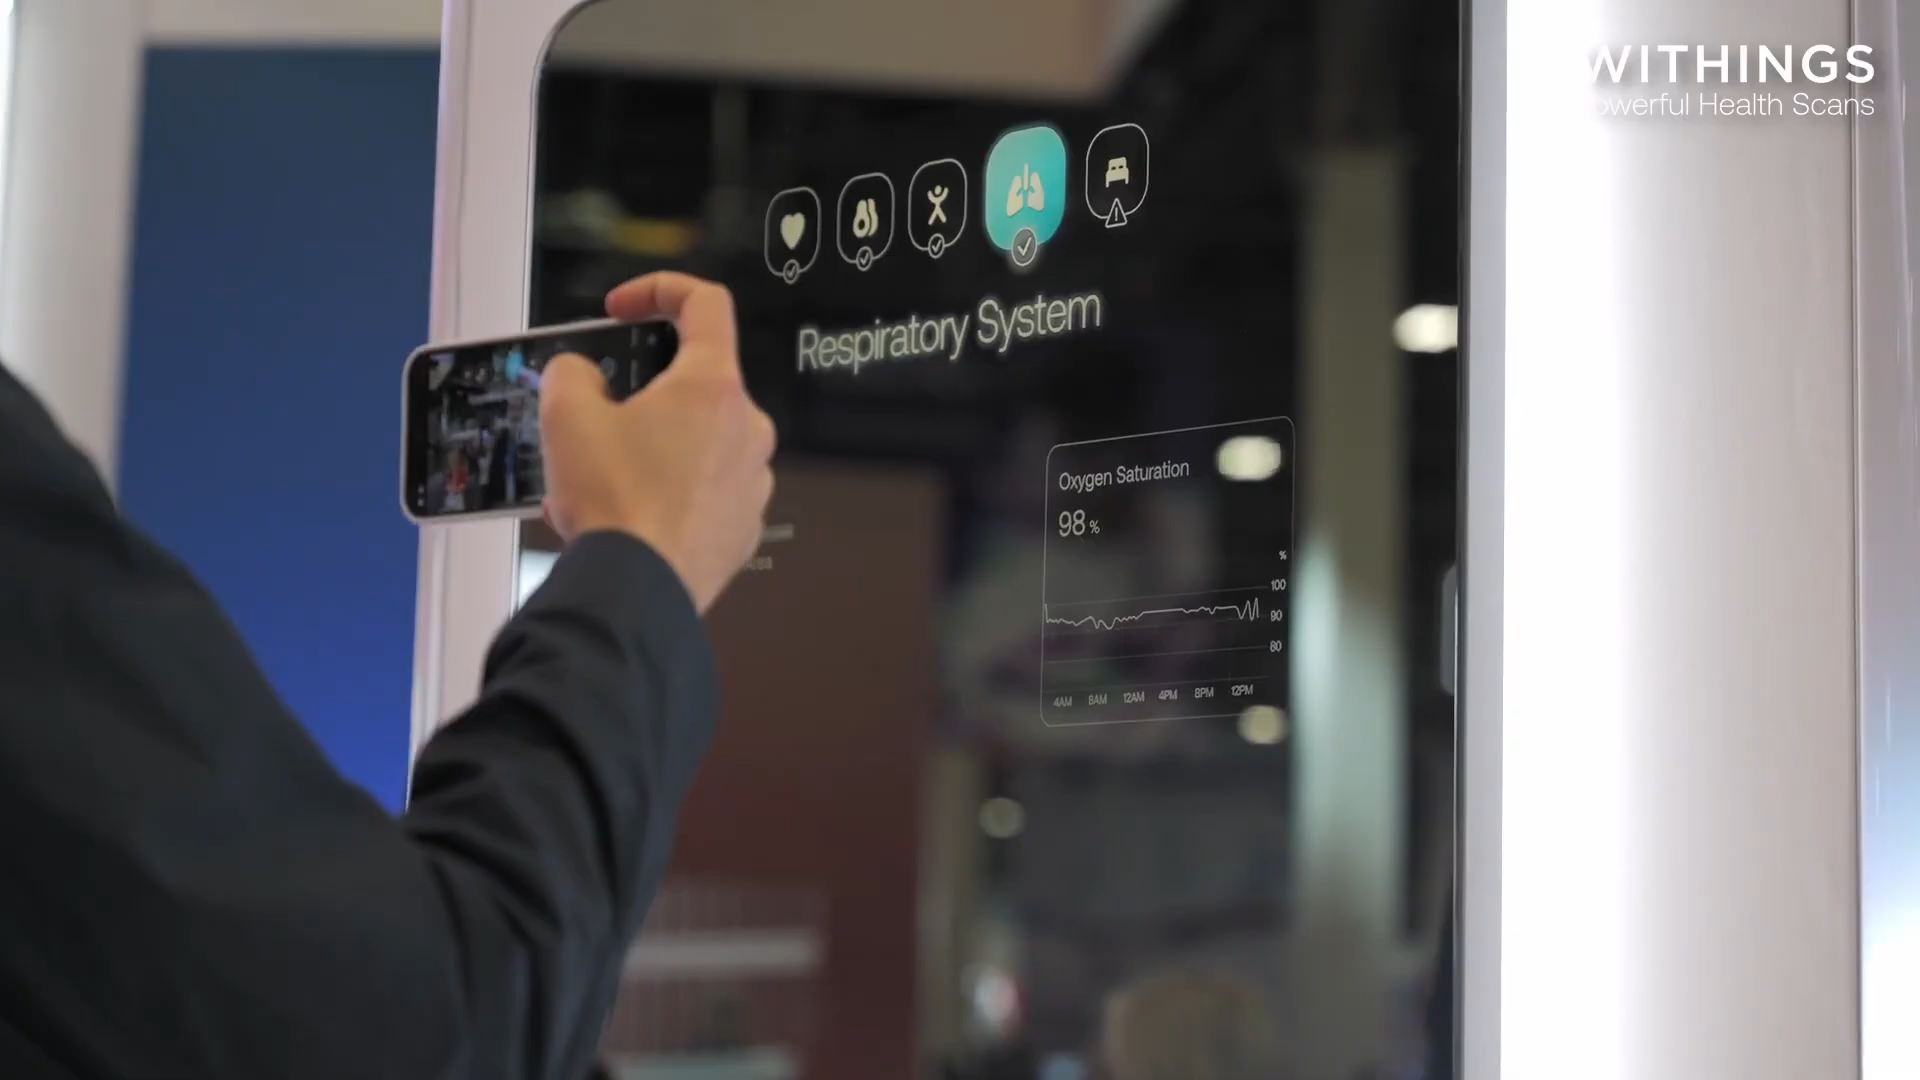 WITHINGS
owerful Health Scans
Respiratory System
Oxygen Saturation
98 %
%
100
90
80
4AM 8AM 12AM 4PM 8PM 12PM